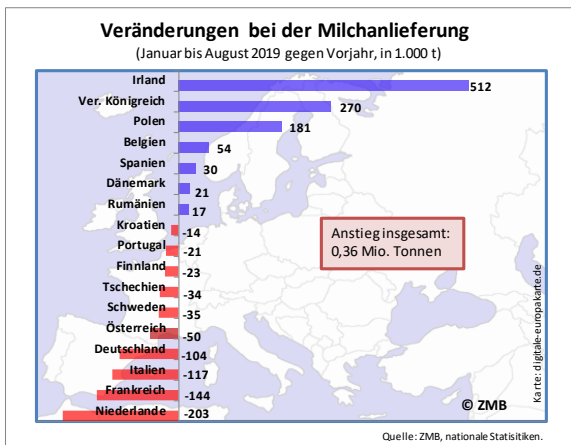 Veränderungen bei der Milchanlieferung
(Januar bis August 2019 gegen Vorjahr, in 1.000 t)
Irland 512
Ver. Königreich 270
Polen 181
Belgien 54
Spanien 30
Dänemark 21
Rumänien 17
Kroatien -14
Portugal -21
Finnland -23
Tschechien -34
Schweden -35
Österreich -50
Deutschland -104
Italien -117
Frankreich -144
Niederlande -203
Anstieg insgesamt:
0,36 Mio. Tonnen
Karte: digitale-europakarte.de
© ZMB
Quelle: ZMB, nationale Statisitiken.